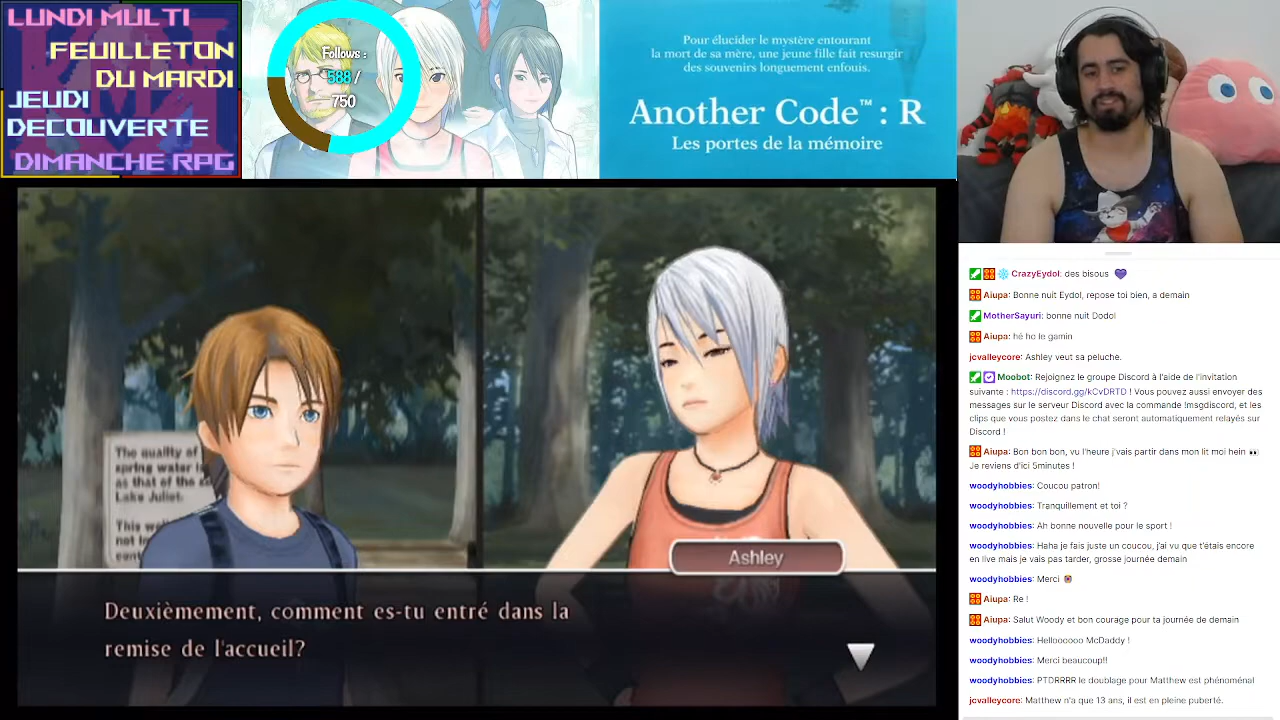 LUNDI MULTI
FEUILLETON
DU MARDI
JEUDI
DECOUVERTE
DIMANCHE RPG
Follows :
588 /
750
Pour élucider le mystère entourant
la mort de sa mère, une jeune fille fait resurgir
des souvenirs longuement enfouis.
Another Code™ : R
Les portes de la mémoire
The quality of
spring water is
as that of the
Lake Juliet.
This
not
Ashley
Deuxièmement, comment es-tu entré dans la
remise de l'accueil?
CrazyEydol: des bisous
Aiupa: Bonne nuit Eydol, repose toi bien, a demain
MotherSayuri: bonne nuit Dodol
Aiupa: hé ho le gamin
jcvalleycore: Ashley veut sa peluche.
Moobot: Rejoignez le groupe Discord à l'aide de l'invitation
suivante : https://discord.gg/kCvDRTD ! Vous pouvez aussi envoyer des
messages sur le serveur Discord avec la commande !msgdiscord, et les
clips que vous postez dans le chat seront automatiquement relayés sur
Discord !
Aiupa: Bon bon bon, vu l'heure j'vais partir dans mon lit moi hein 👀
Je reviens d'ici 5minutes !
woodyhobbies: Coucou patron!
woodyhobbies: Tranquillement et toi ?
woodyhobbies: Ah bonne nouvelle pour le sport !
woodyhobbies: Haha je fais juste un coucou, j'ai vu que t'étais encore
en live mais je vais pas tarder, grosse journée demain
woodyhobbies: Merci
Aiupa: Re !
Aiupa: Salut Woody et bon courage pour ta journée de demain
woodyhobbies: Helloooooo McDaddy !
woodyhobbies: Merci beaucoup!!
woodyhobbies: PTDRRRR le doublage pour Matthew est phénoménal
jcvalleycore: Matthew n'a que 13 ans, il est en pleine puberté.